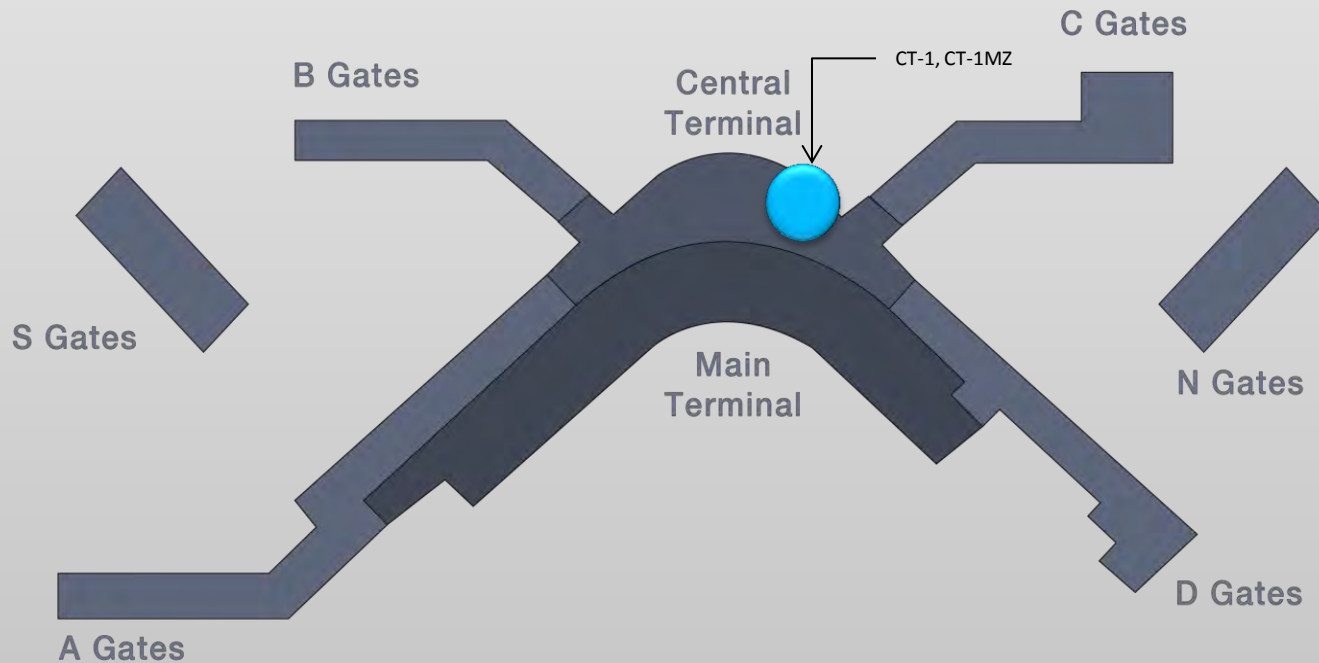 C Gates
CT-1, CT-1MZ
B Gates
Central
Terminal
S Gates
Main
Terminal
N Gates
D Gates
A Gates